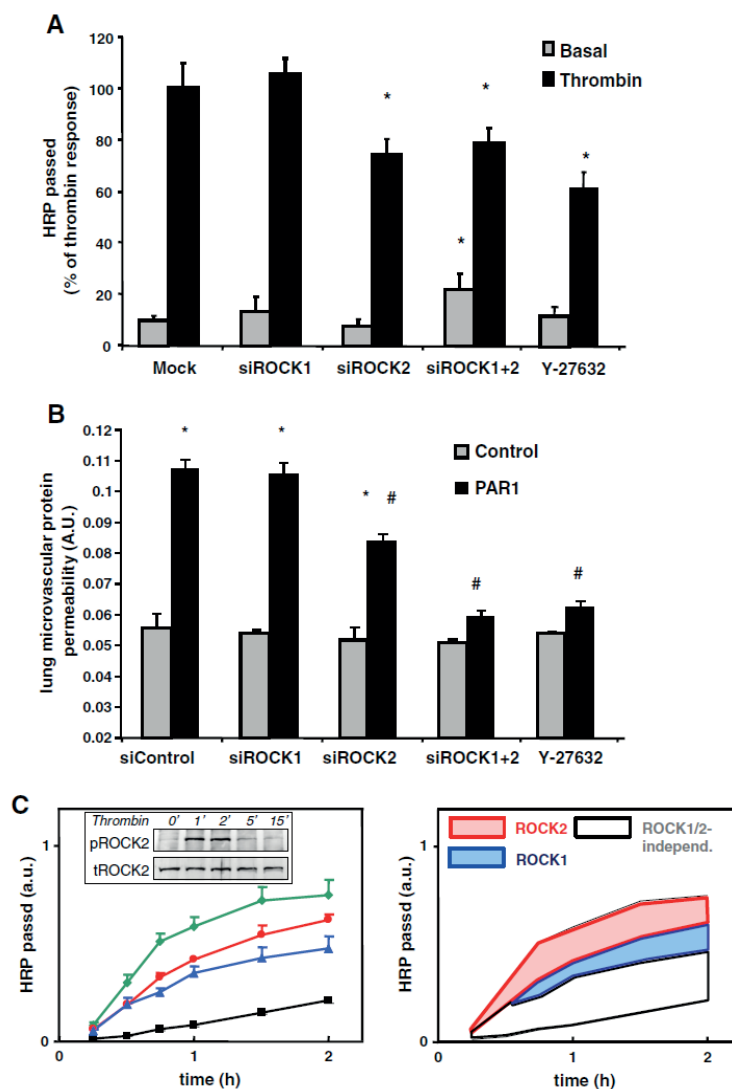 A
HRP passed
(% of thrombin response)
120
100
80
60
40
20
0
Basal
Thrombin
*
*
*
*
Mock siROCK1 siROCK2 siROCK1+2 Y-27632
B
lung microvascular protein
permeability (A.U.)
0.12
0.11
0.1
0.09
0.08
0.07
0.06
0.05
0.04
0.03
0.02
Control
PAR1
*
*
* #
#
#
siControl siROCK1 siROCK2 siROCK1+2 Y-27632
C
Thrombin 0' 1' 2' 5' 15'
pROCK2
tROCK2
HRP passd (a.u.)
1
0
0 1 2
time (h)
ROCK2
ROCK1
ROCK1/2-
independ.
HRP passd (a.u.)
1
0
0 1 2
time (h)